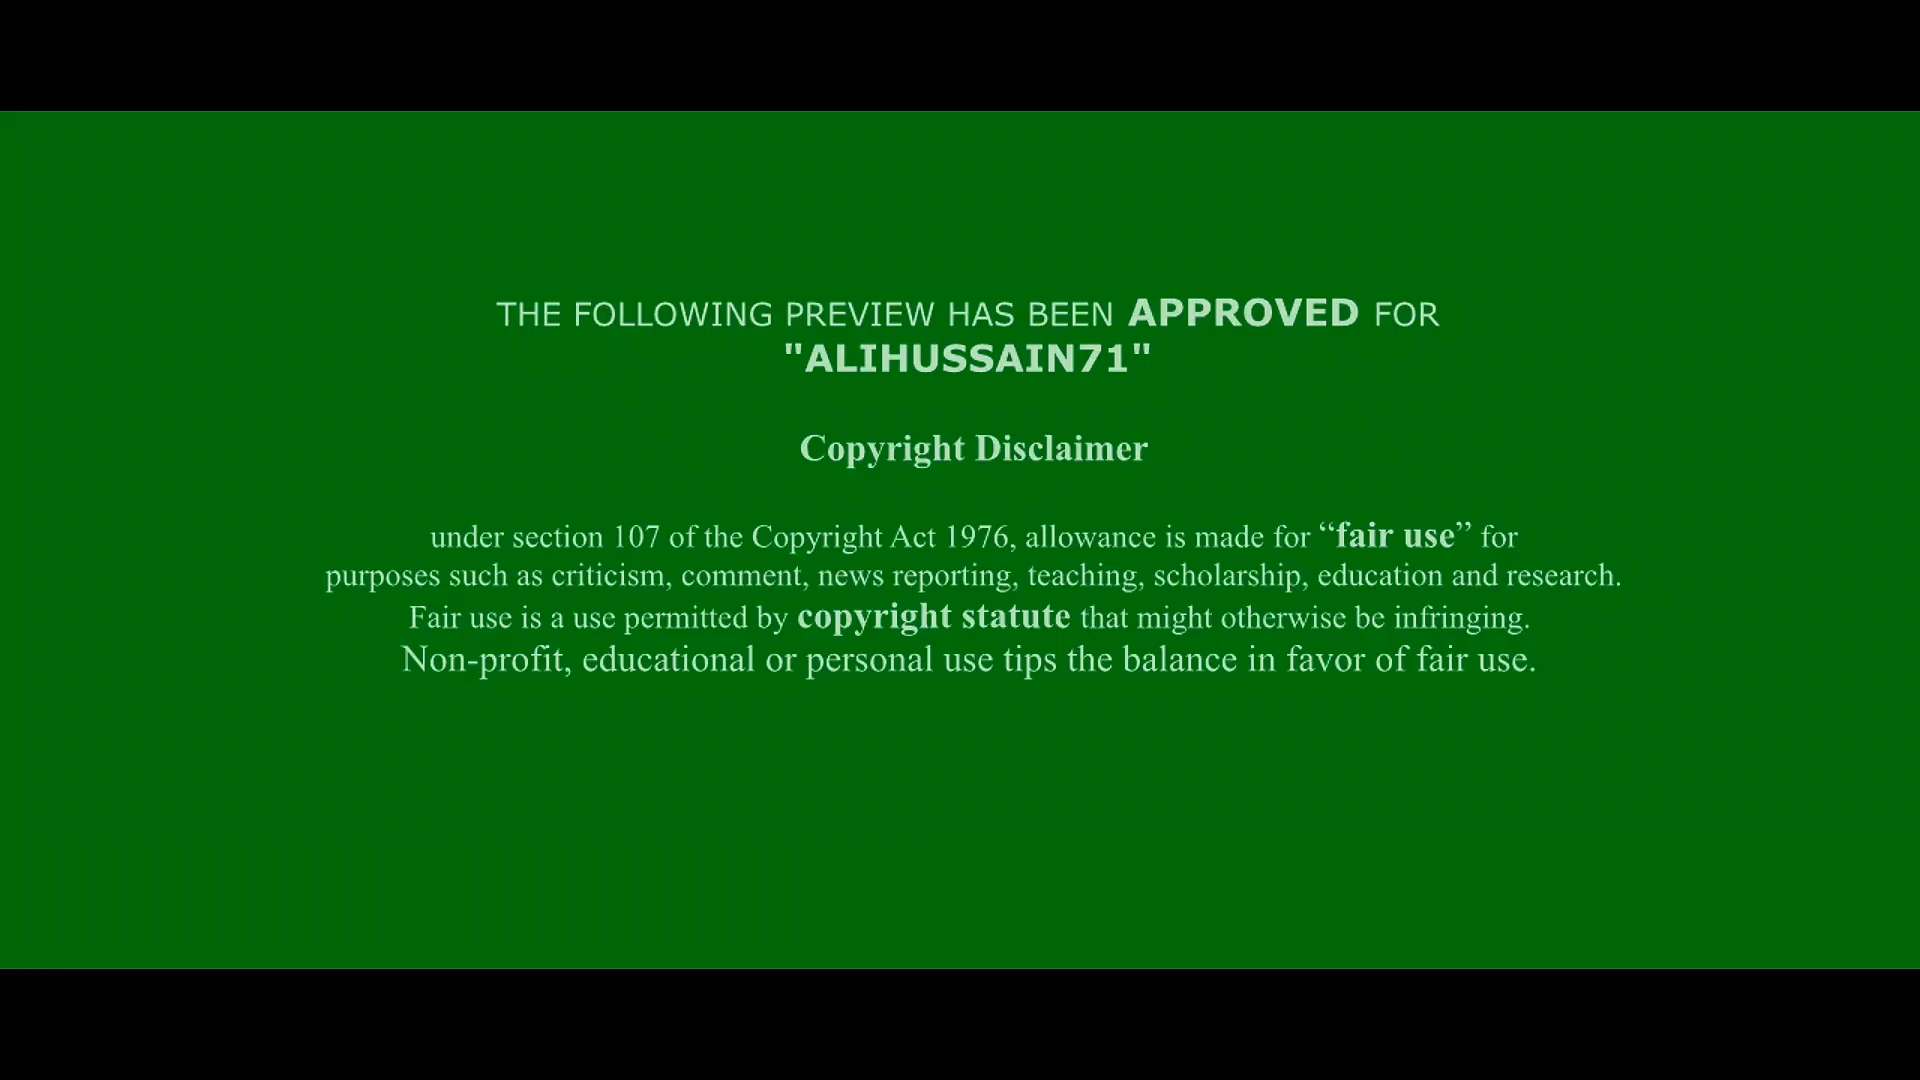 THE FOLLOWING PREVIEW HAS BEEN APPROVED FOR
"ALIHUSSAIN71"
Copyright Disclaimer
under section 107 of the Copyright Act 1976, allowance is made for “fair use” for
purposes such as criticism, comment, news reporting, teaching, scholarship, education and research.
Fair use is a use permitted by copyright statute that might otherwise be infringing.
Non-profit, educational or personal use tips the balance in favor of fair use.